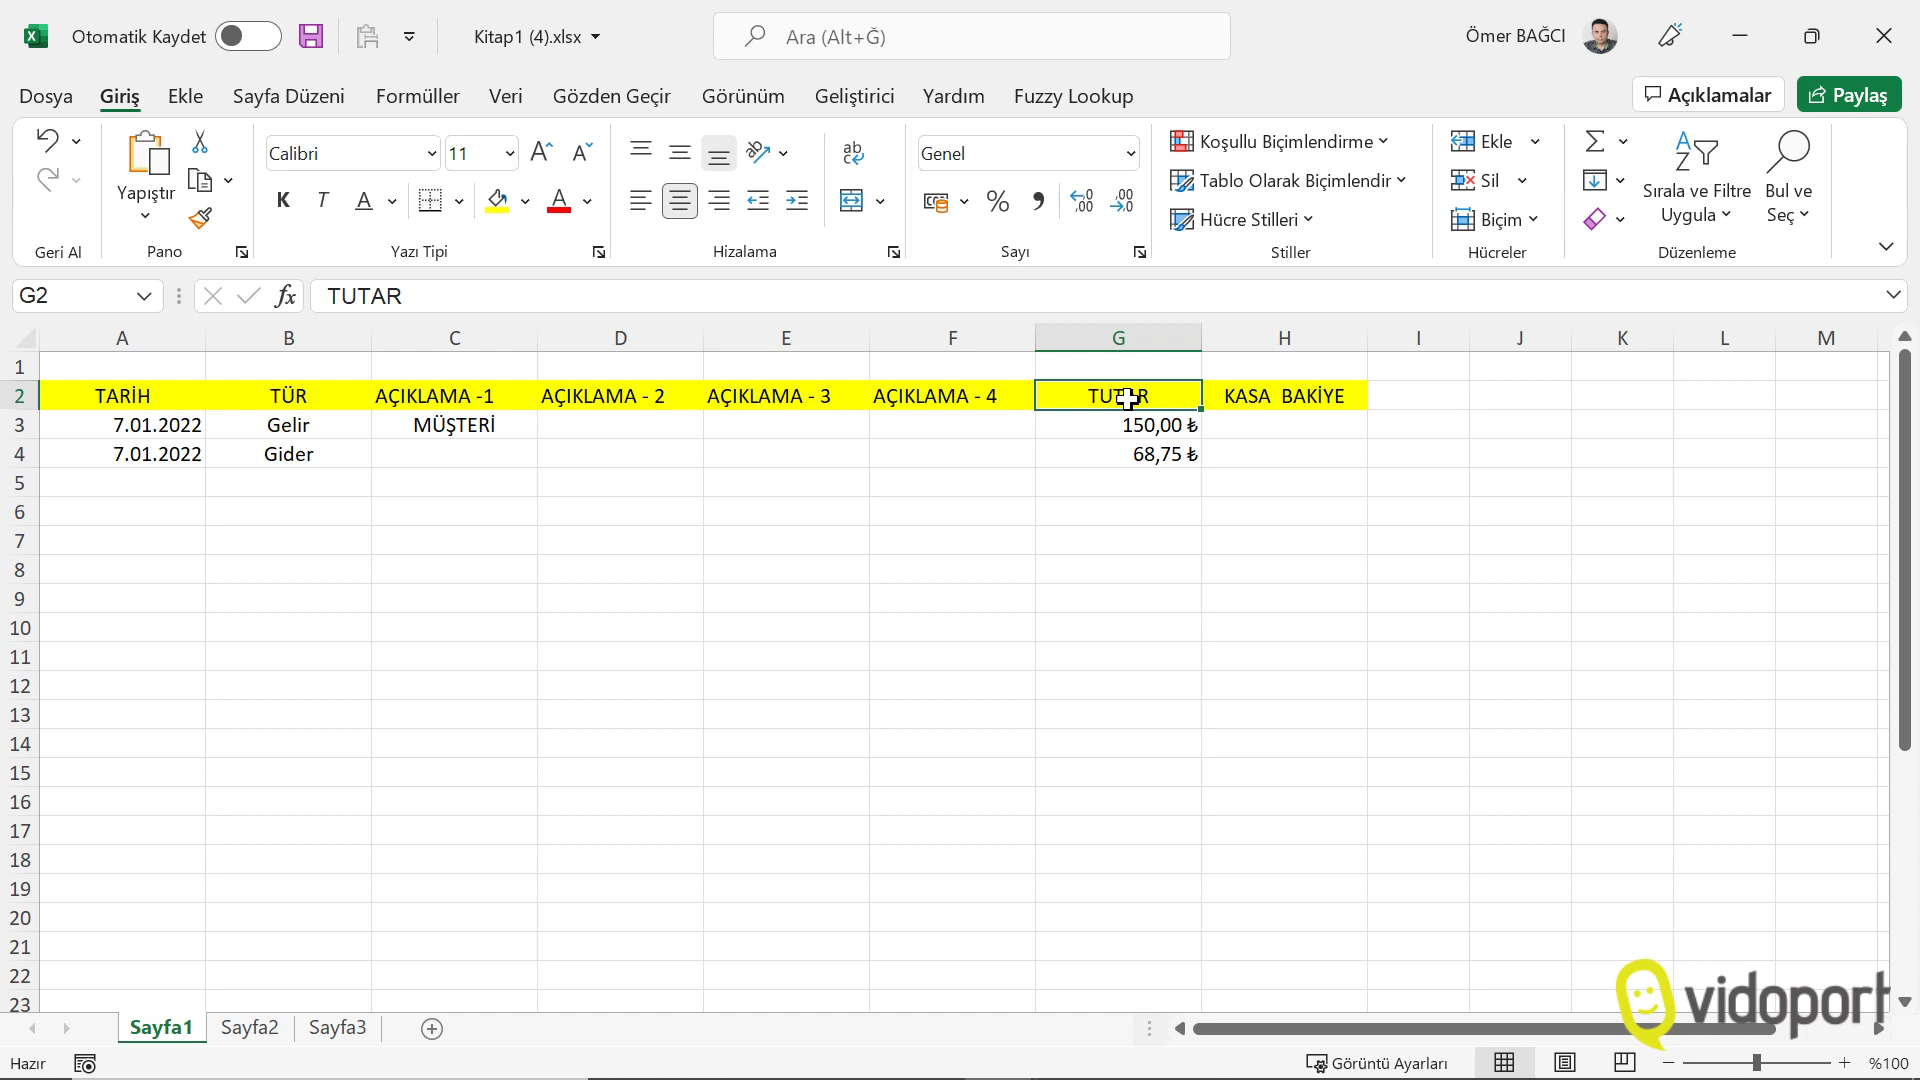 Otomatik Kaydet
Kitap1 (4).xlsx
Ara (Alt+Ğ)
Ömer BAĞCI
Dosya Giriş Ekle Sayfa Düzeni Formüller Veri Gözden Geçir Görünüm Geliştirici Yardım Fuzzy Lookup
Açıklamalar Paylaş
Yapıştır
Calibri 11
K T A A
ab
Genel
% 
Koşullu Biçimlendirme
Tablo Olarak Biçimlendir
Hücre Stilleri
Ekle
Sil
Biçim
Sırala ve Filtre Uygula
Bul ve Seç
Geri Al Pano Yazı Tipi Hizalama Sayı Stiller Hücreler Düzenleme
G2 fx TUTAR
A B C D E F G H I J K L M
1
2 TARİH TÜR AÇIKLAMA -1 AÇIKLAMA - 2 AÇIKLAMA - 3 AÇIKLAMA - 4 TUTAR KASA BAKİYE
3 7.01.2022 Gelir MÜŞTERİ 150,00 ₺
4 7.01.2022 Gider 68,75 ₺
5
6
7
8
9
10
11
12
13
14
15
16
17
18
19
20
21
22
23
vidoport
Sayfa1 Sayfa2 Sayfa3
Hazır
Görüntü Ayarları
%100